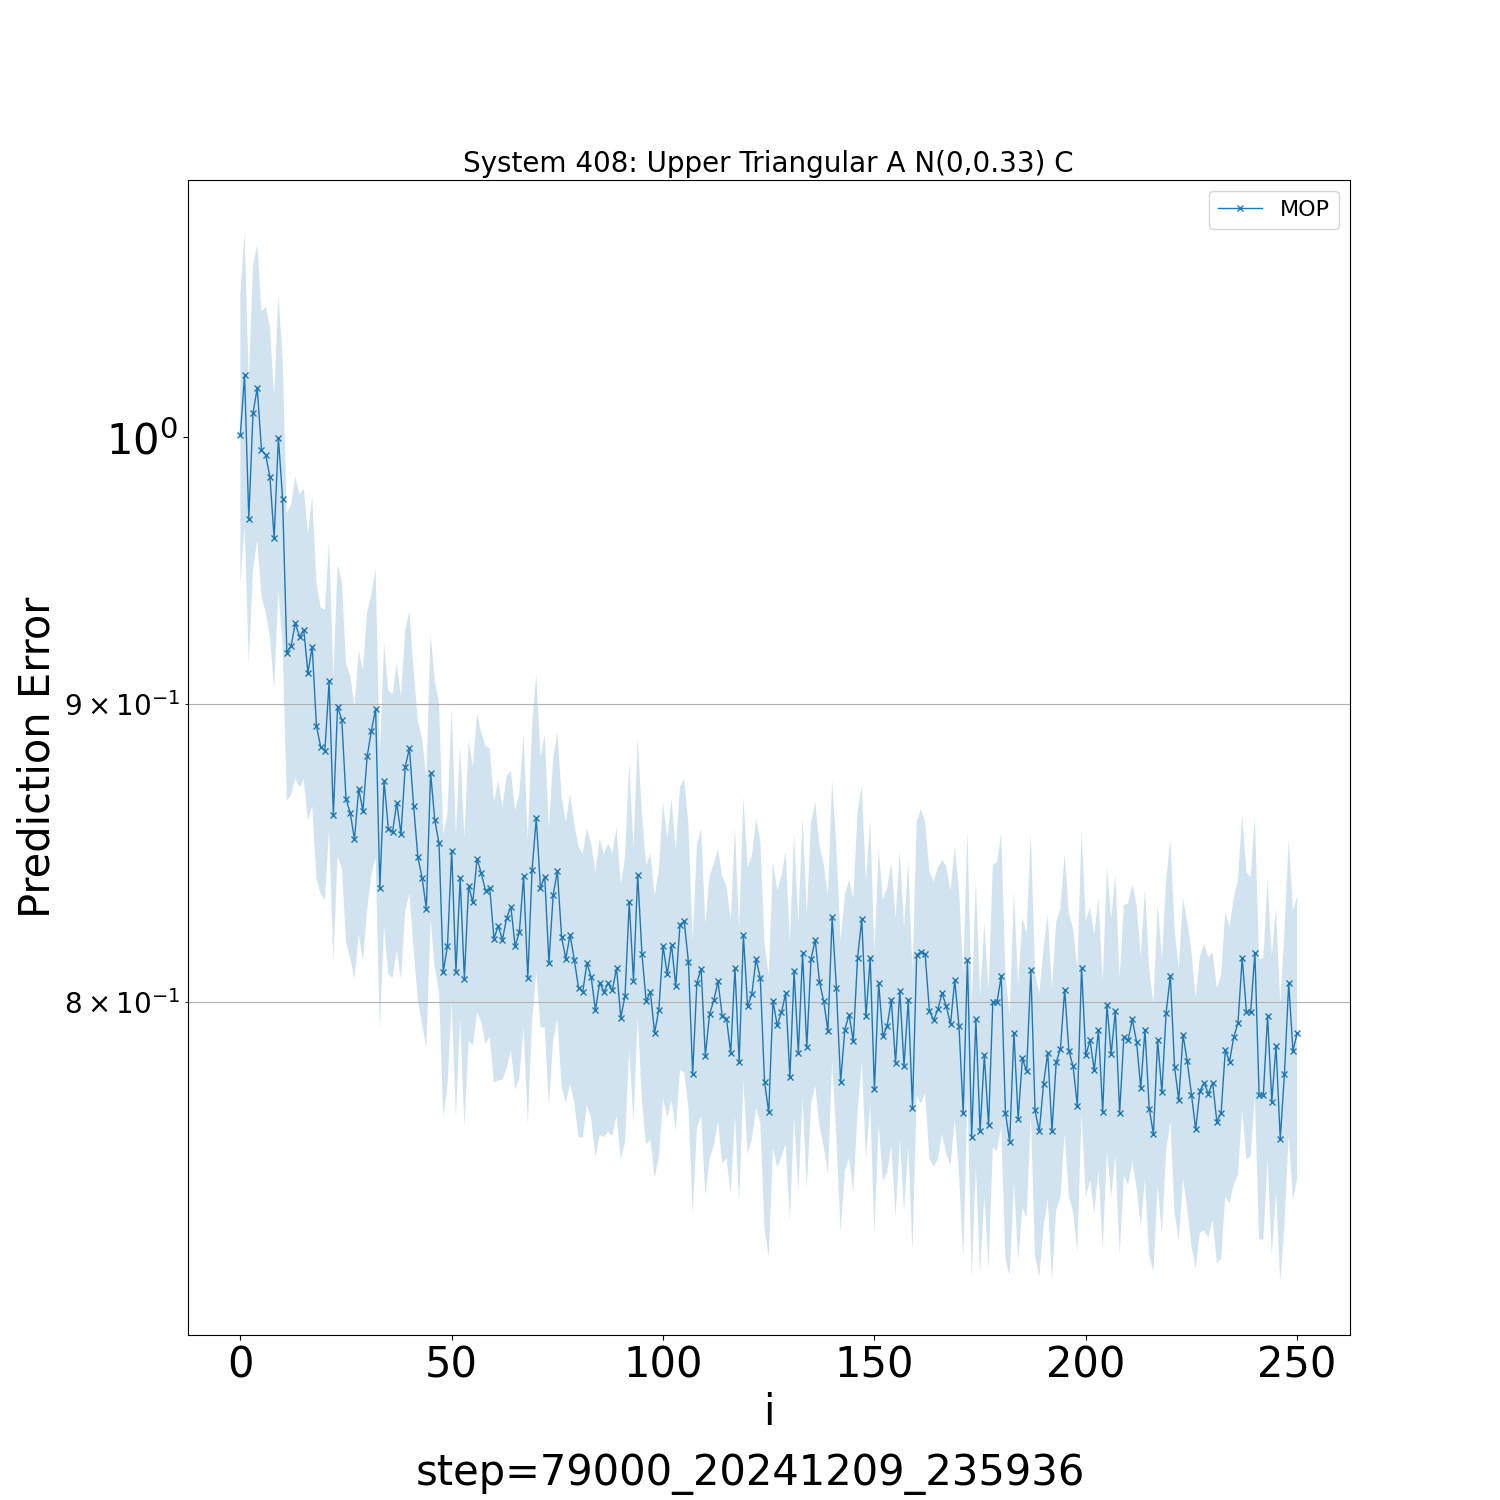 System 408: Upper Triangular A N(0,0.33) C
MOP
Prediction Error
10⁰
9 × 10⁻¹
8 × 10⁻¹
0 50 100 150 200 250
i
step=79000_20241209_235936